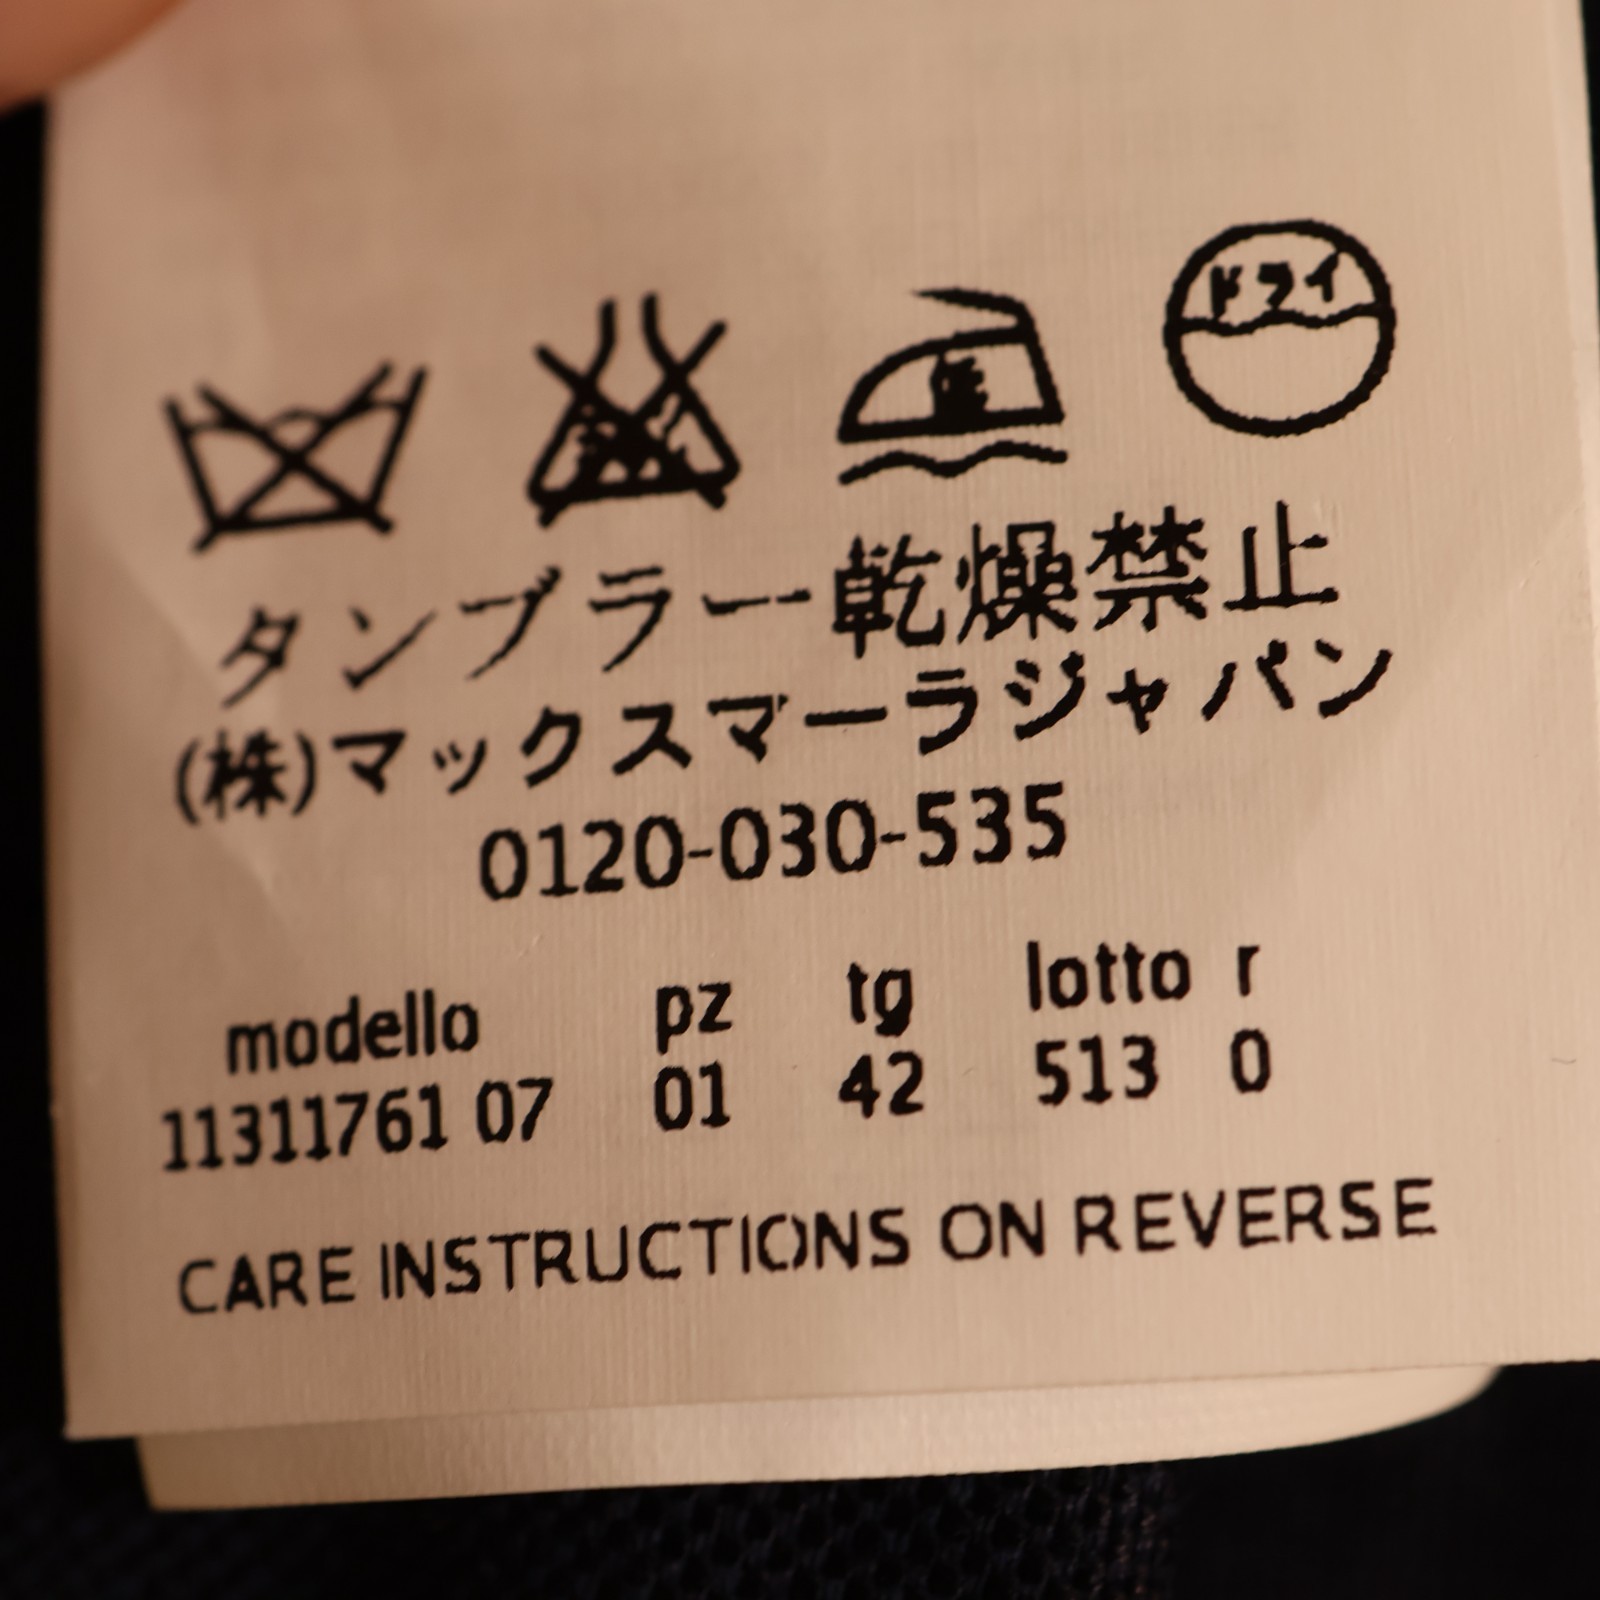 ドライ
タンブラー乾燥禁止
(株)マックスマーラジャパン
0120-030-535
modello pz tg lotto r
11311761 07 01 42 513 0
CARE INSTRUCTIONS ON REVERSE